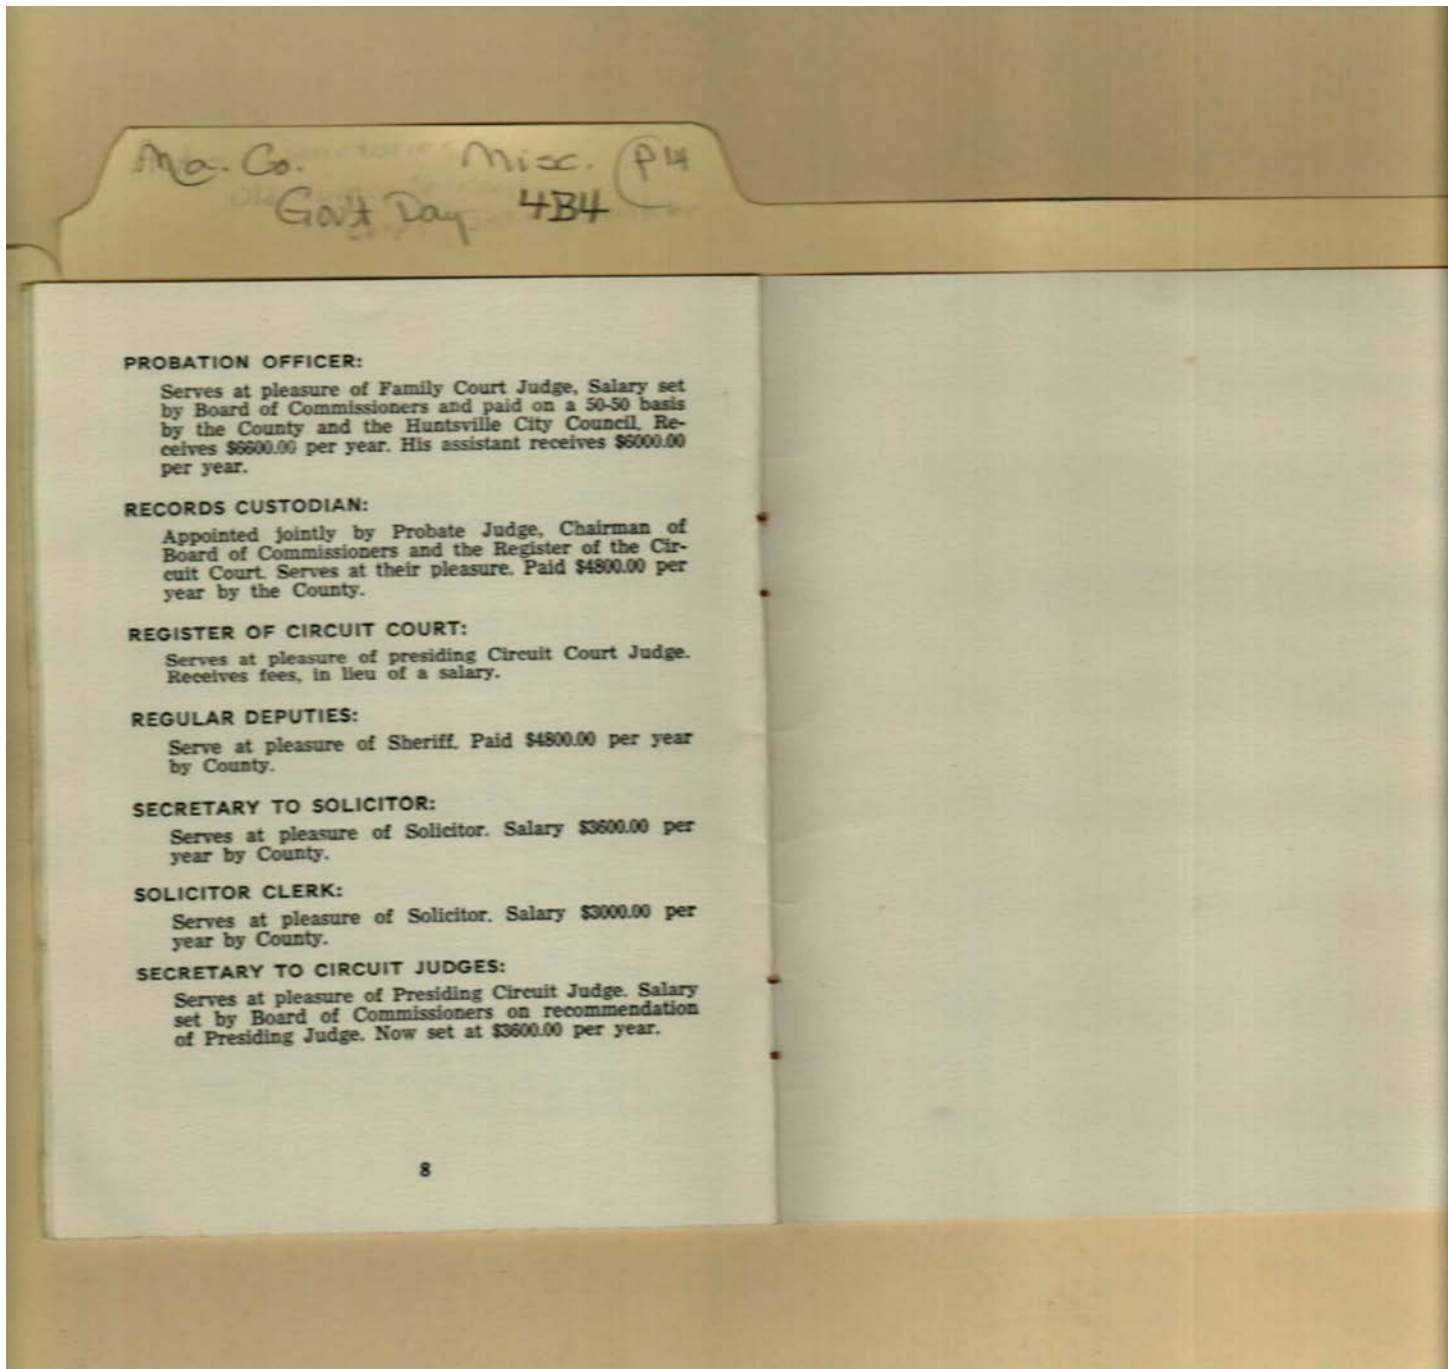 Ma. Co. Misc. P14
Gov't Day 4B4
PROBATION OFFICER:
Serves at pleasure of Family Court Judge, Salary set
by Board of Commissioners and paid on a 50-50 basis
by the County and the Huntsville City Council, Re-
ceives $6600.00 per year. His assistant receives $6000.00
per year.
RECORDS CUSTODIAN:
Appointed jointly by Probate Judge, Chairman of
Board of Commissioners and the Register of the Cir-
cuit Court. Serves at their pleasure. Paid $4800.00 per
year by the County.
REGISTER OF CIRCUIT COURT:
Serves at pleasure of presiding Circuit Court Judge.
Receives fees, in lieu of a salary.
REGULAR DEPUTIES:
Serve at pleasure of Sheriff. Paid $4800.00 per year
by County.
SECRETARY TO SOLICITOR:
Serves at pleasure of Solicitor. Salary $3600.00 per
year by County.
SOLICITOR CLERK:
Serves at pleasure of Solicitor. Salary $3000.00 per
year by County.
SECRETARY TO CIRCUIT JUDGES:
Serves at pleasure of Presiding Circuit Judge. Salary
set by Board of Commissioners on recommendation
of Presiding Judge. Now set at $3600.00 per year.
8